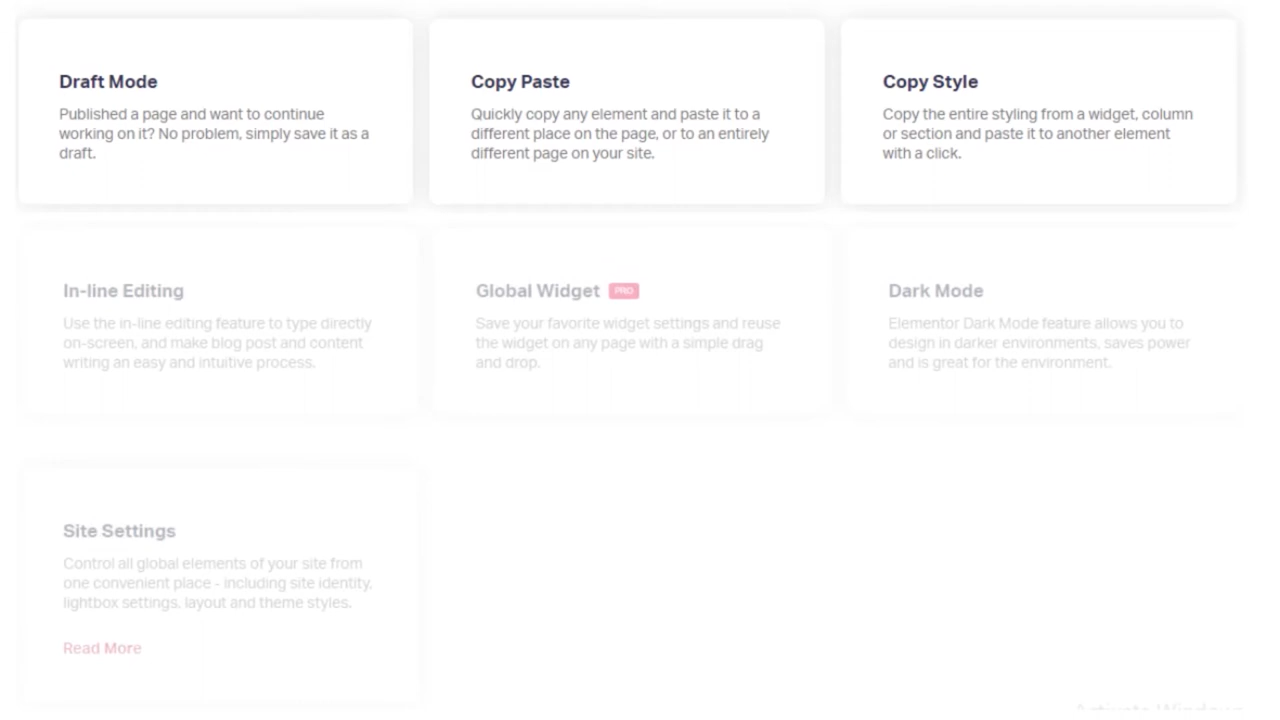 Draft Mode
Published a page and want to continue
working on it? No problem, simply save it as a
draft.
Copy Paste
Quickly copy any element and paste it to a
different place on the page, or to an entirely
different page on your site.
Copy Style
Copy the entire styling from a widget, column
or section and paste it to another element
with a click.
In-line Editing
Use the in-line editing feature to type directly
on-screen, and make blog post and content
writing an easy and intuitive process.
Global Widget PRO
Save your favorite widget settings and reuse
the widget on any page with a simple drag
and drop.
Dark Mode
Elementor Dark Mode feature allows you to
design in darker environments, saves power
and is great for the environment.
Site Settings
Control all global elements of your site from
one convenient place - including site identity,
lightbox settings, layout and theme styles.
Read More
Activate Windows